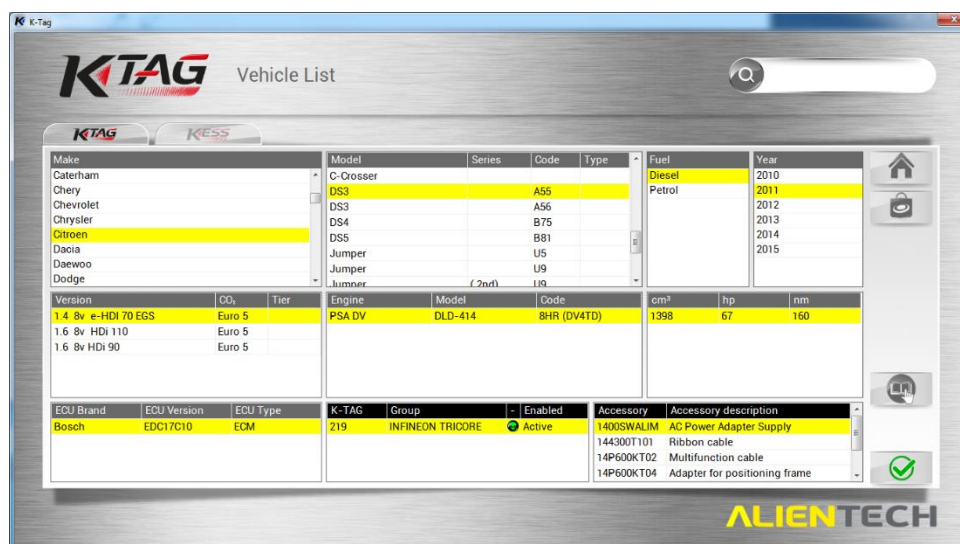 K-Tag
KTAG Vehicle List
KTAG KESS
Make
Caterham
Chery
Chevrolet
Chrysler
Citroen
Dacia
Daewoo
Dodge
Model Series Code Type
C-Crosser
DS3 A55
DS3 A56
DS4 B75
DS5 B81
Jumper U5
Jumper U9
Jumper (2nd) U9
Fuel
Diesel
Petrol
Year
2010
2011
2012
2013
2014
2015
Version CO₂ Tier
1.4 8v e-HDI 70 EGS Euro 5
1.6 8v HDi 110 Euro 5
1.6 8v HDi 90 Euro 5
Engine Model Code
PSA DV DLD-414 8HR (DV4TD)
cm³ hp nm
1398 67 160
ECU Brand ECU Version ECU Type
Bosch EDC17C10 ECM
K-TAG Group - Enabled
219 INFINEON TRICORE Active
Accessory Accessory description
1400SWALIM AC Power Adapter Supply
144300T101 Ribbon cable
14P600KT02 Multifunction cable
14P600KT04 Adapter for positioning frame
ALIENTECH